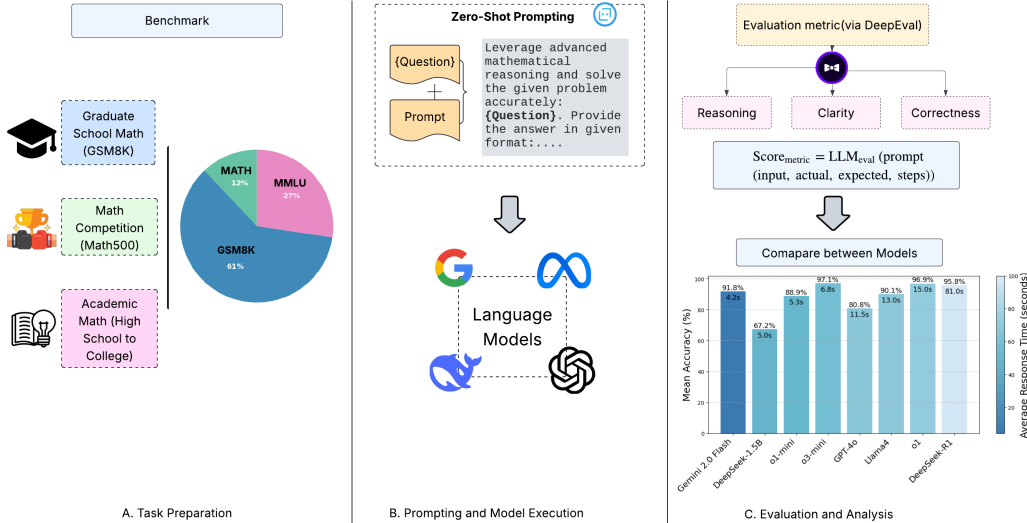 Benchmark
Graduate
School Math
(GSM8K)
Math
Competition
(Math500)
Academic
Math (High
School to
College)
MATH
12%
MMLU
27%
GSM8K
61%
A. Task Preparation
Zero-Shot Prompting
{Question}
Prompt
Leverage advanced
mathematical
reasoning and solve
the given problem
accurately:
{Question}. Provide
the answer in given
format:....
Language
Models
B. Prompting and Model Execution
Evaluation metric(via DeepEval)
Reasoning
Clarity
Correctness
Scoremetric = LLMeval (prompt
(input, actual, expected, steps))
Comapare between Models
Mean Accuracy (%)
100
80
60
40
20
0
91.8%
4.2s
67.2%
5.0s
88.9%
5.3s
97.1%
6.8s
80.8%
11.5s
90.1%
13.0s
96.9%
15.0s
95.8%
81.0s
Gemini 2.0 Flash
DeepSeek-1.5B
o1-mini
o3-mini
GPT-4o
Llama4
o1
DeepSeek-R1
100
80
60
40
20
Average Response Time (seconds)
C. Evaluation and Analysis